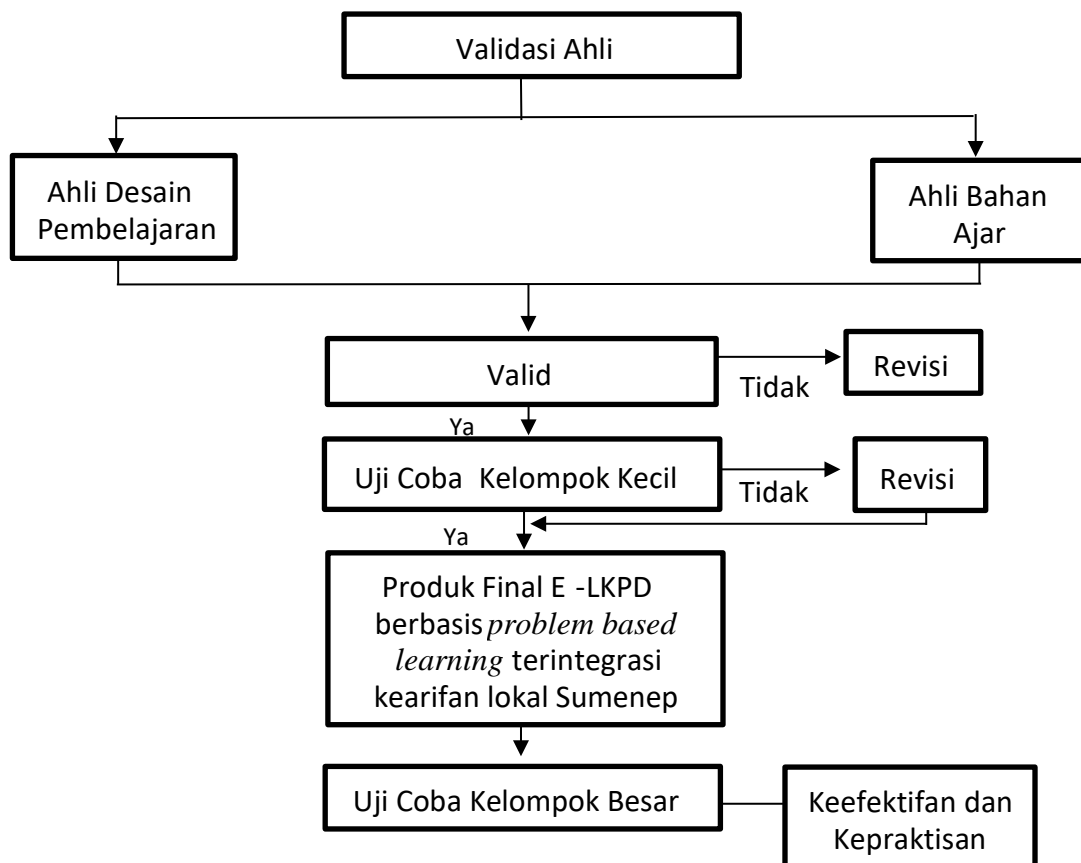 Validasi Ahli
Ahli Desain
Pembelajaran
Ahli Bahan
Ajar
Valid
Tidak
Revisi
Ya
Uji Coba Kelompok Kecil
Tidak
Revisi
Ya
Produk Final E -LKPD
berbasis problem based
learning terintegrasi
kearifan lokal Sumenep
Uji Coba Kelompok Besar
Keefektifan dan
Kepraktisan